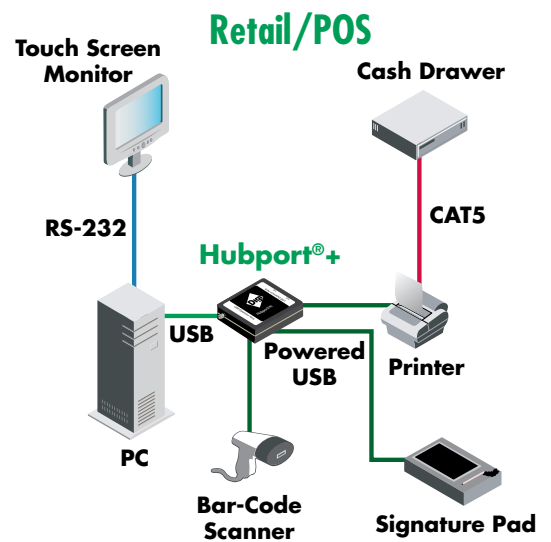 Retail/POS
Touch Screen
Monitor
Cash Drawer
RS-232
CAT5
Hubport®+
USB
Powered
USB
Printer
PC
Bar-Code
Scanner
Signature Pad